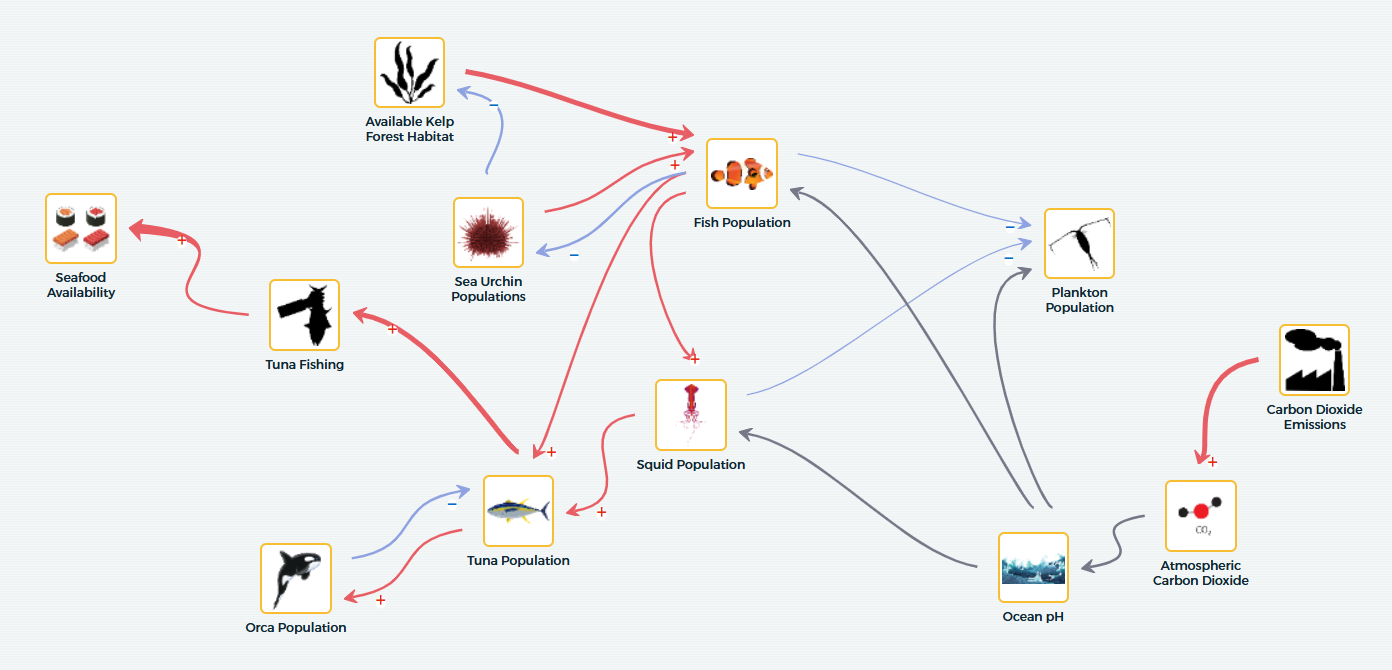 Available Kelp
Forest Habitat
+
−
+
Fish Population
−
−
−
Sea Urchin
Populations
Seafood
Availability
+
Plankton
Population
Tuna Fishing
+
+
Carbon Dioxide
Emissions
+
Squid Population
+
−
+
Tuna Population
CO₂
Atmospheric
Carbon Dioxide
+
Orca Population
Ocean pH